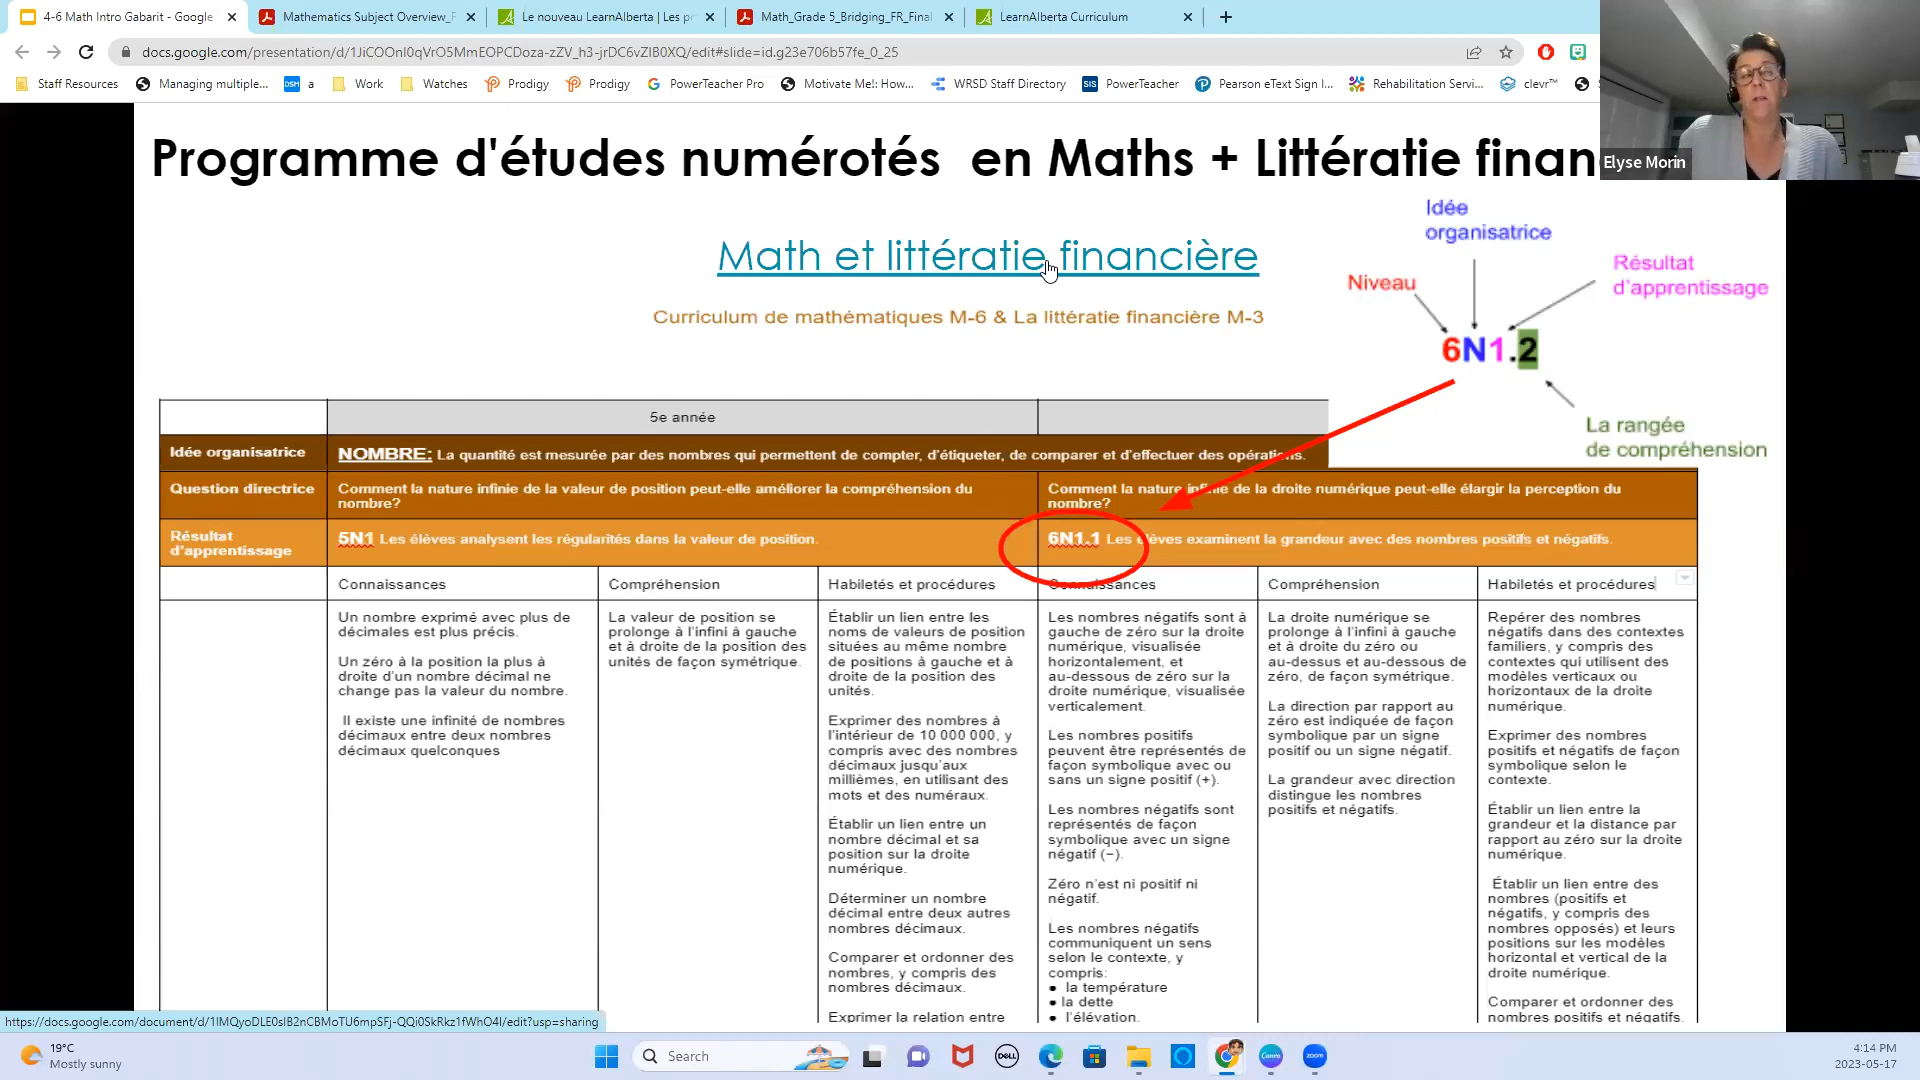 4-6 Math Intro Gabarit - Google
Mathematics Subject Overview_F
Le nouveau LearnAlberta | Les pr
Math_Grade 5_Bridging_FR_Final
LearnAlberta Curriculum
docs.google.com/presentation/d/1JiCOOnI0qVrO5MmEOPCDoza-zZV_h3-jrDC6vZIB0XQ/edit#slide=id.g23e706b57fe_0_25
Staff Resources
Managing multiple...
DSM
a
Work
Watches
Prodigy
Prodigy
PowerTeacher Pro
Motivate Me!: How...
WRSD Staff Directory
SIS
PowerTeacher
Pearson eText Sign I...
Rehabilitation Servi...
clevr™
Elyse Morin
Programme d'études numérotés en Maths + Littératie finan
Math et littératie financière
Curriculum de mathématiques M-6 & La littératie financière M-3
Idée
organisatrice
Niveau
Résultat
d'apprentissage
6N1.2
La rangée
de compréhension
5e année
Idée organisatrice
NOMBRE: La quantité est mesurée par des nombres qui permettent de compter, d'étiqueter, de comparer et d'effectuer des opérations.
Question directrice
Comment la nature infinie de la valeur de position peut-elle améliorer la compréhension du
nombre?
Comment la nature infinie de la droite numérique peut-elle élargir la perception du
nombre?
Résultat
d'apprentissage
5N1 Les élèves analysent les régularités dans la valeur de position.
6N1.1 Les élèves examinent la grandeur avec des nombres positifs et négatifs.
Connaissances
Compréhension
Habiletés et procédures
Connaissances
Compréhension
Habiletés et procédures
Un nombre exprimé avec plus de
décimales est plus précis.
Un zéro à la position la plus à
droite d'un nombre décimal ne
change pas la valeur du nombre.
Il existe une infinité de nombres
décimaux entre deux nombres
décimaux quelconques
La valeur de position se
prolonge à l'infini à gauche
et à droite de la position des
unités de façon symétrique.
Établir un lien entre les
noms de valeurs de position
situées au même nombre
de positions à gauche et à
droite de la position des
unités.
Exprimer des nombres à
l'intérieur de 10 000 000, y
compris avec des nombres
décimaux jusqu'aux
millièmes, en utilisant des
mots et des numéraux.
Établir un lien entre un
nombre décimal et sa
position sur la droite
numérique.
Déterminer un nombre
décimal entre deux autres
nombres décimaux.
Comparer et ordonner des
nombres, y compris des
nombres décimaux.
Exprimer la relation entre
Les nombres négatifs sont à
gauche de zéro sur la droite
numérique, visualisée
horizontalement, et
au-dessous de zéro sur la
droite numérique, visualisée
verticalement.
Les nombres positifs
peuvent être représentés de
façon symbolique avec ou
sans un signe positif (+).
Les nombres négatifs sont
représentés de façon
symbolique avec un signe
négatif (−).
Zéro n'est ni positif ni
négatif.
Les nombres négatifs
communiquent un sens
selon le contexte, y
compris:
● la température
● la dette
● l'élévation.
La droite numérique se
prolonge à l'infini à gauche
et à droite du zéro ou
au-dessus et au-dessous de
zéro, de façon symétrique.
La direction par rapport au
zéro est indiquée de façon
symbolique par un signe
positif ou un signe négatif.
La grandeur avec direction
distingue les nombres
positifs et négatifs.
Repérer des nombres
négatifs dans des contextes
familiers, y compris des
contextes qui utilisent des
modèles verticaux ou
horizontaux de la droite
numérique.
Exprimer des nombres
positifs et négatifs de façon
symbolique selon le
contexte.
Établir un lien entre la
grandeur et la distance par
rapport au zéro sur la droite
numérique.
Établir un lien entre des
nombres (positifs et
négatifs, y compris des
nombres opposés) et leurs
positions sur les modèles
horizontal et vertical de la
droite numérique.
Comparer et ordonner des
nombres positifs et négatifs.
https://docs.google.com/document/d/1IMQyoDLE0sIB2nCBMoTU6mpSFj-QQi0SkRkz1fWhO4I/edit?usp=sharing
19°C
Mostly sunny
Search
DELL
Canva
zoom
4:14 PM
2023-05-17